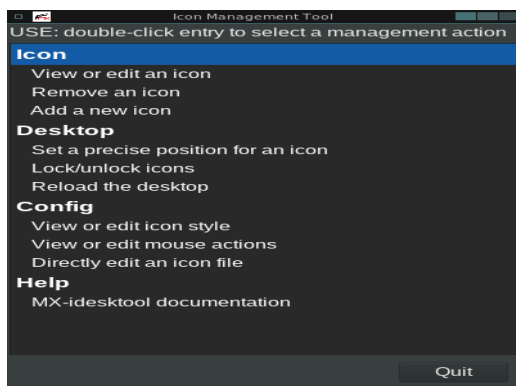 Icon Management Tool
USE: double-click entry to select a management action
Icon
View or edit an icon
Remove an icon
Add a new icon
Desktop
Set a precise position for an icon
Lock/unlock icons
Reload the desktop
Config
View or edit icon style
View or edit mouse actions
Directly edit an icon file
Help
MX-idesktool documentation
Quit